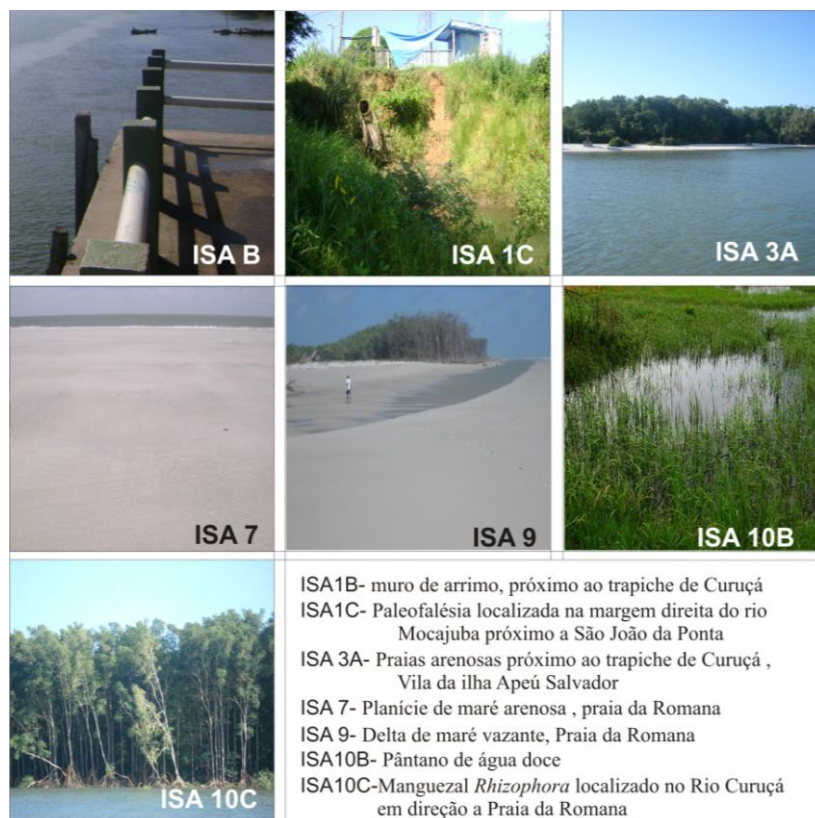 ISA B
ISA 1C
ISA 3A
ISA 7
ISA 9
ISA 10B
ISA 10C
ISA1B- muro de arrimo, próximo ao trapiche de Curuçá
ISA1C- Paleofalésia localizada na margem direita do rio
Mocajuba próximo a São João da Ponta
ISA 3A- Praias arenosas próximo ao trapiche de Curuçá ,
Vila da ilha Apeú Salvador
ISA 7- Planície de maré arenosa , praia da Romana
ISA 9- Delta de maré vazante, Praia da Romana
ISA10B- Pântano de água doce
ISA10C-Manguezal Rhizophora localizado no Rio Curuçá
em direção a Praia da Romana